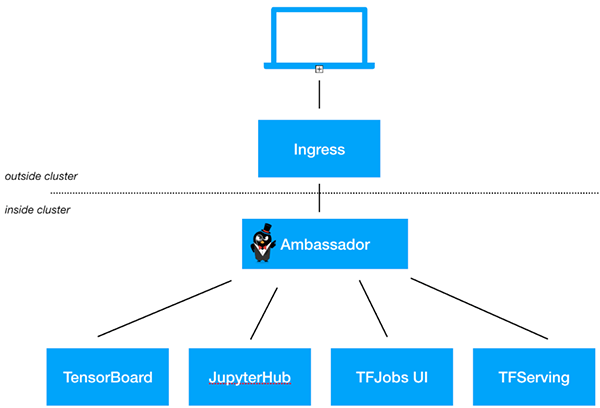 Ingress
outside cluster
inside cluster
Ambassador
TensorBoard
JupyterHub
TFJobs UI
TFServing